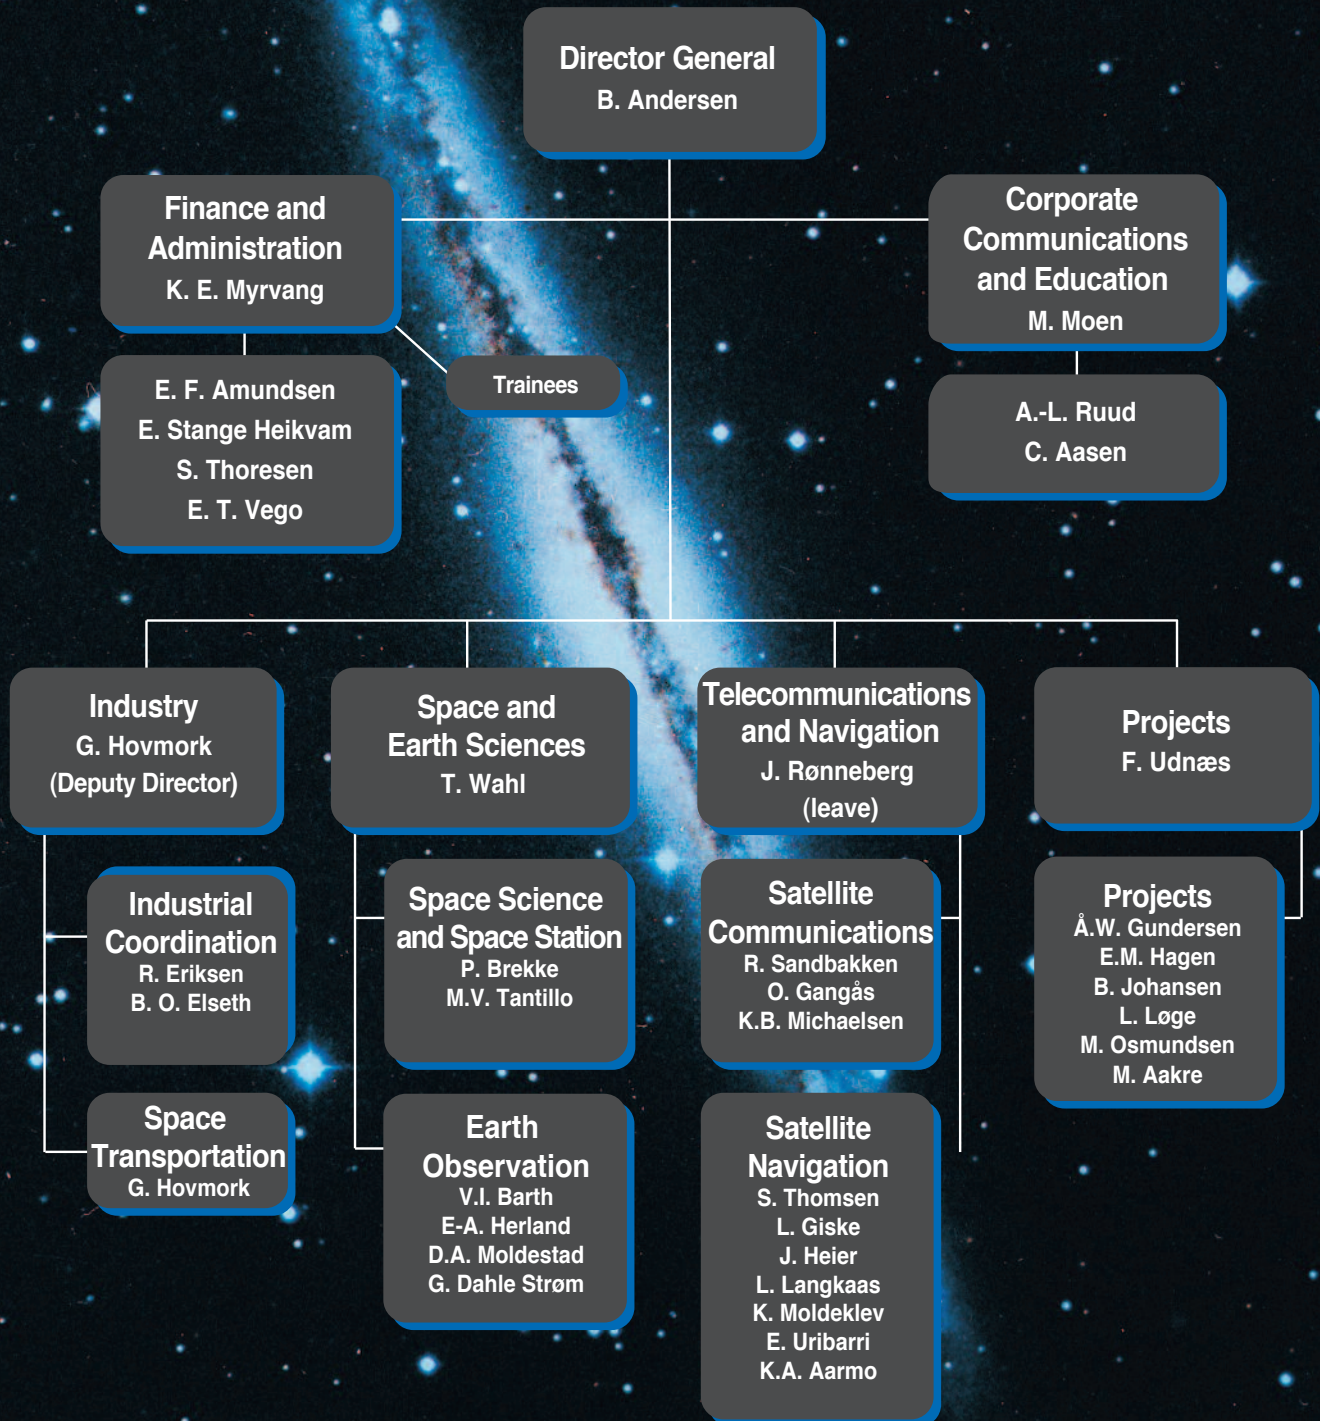 Director General
B. Andersen
Finance and
Administration
K. E. Myrvang
Corporate
Communications
and Education
M. Moen
E. F. Amundsen
E. Stange Heikvam
S. Thoresen
E. T. Vego
Trainees
A.-L. Ruud
C. Aasen
Industry
G. Hovmork
(Deputy Director)
Space and
Earth Sciences
T. Wahl
Telecommunications
and Navigation
J. Rønneberg
(leave)
Projects
F. Udnæs
Industrial
Coordination
R. Eriksen
B. O. Elseth
Space Science
and Space Station
P. Brekke
M.V. Tantillo
Satellite
Communications
R. Sandbakken
O. Gangås
K.B. Michaelsen
Projects
Å.W. Gundersen
E.M. Hagen
B. Johansen
L. Løge
M. Osmundsen
M. Aakre
Space
Transportation
G. Hovmork
Earth
Observation
V.I. Barth
E-A. Herland
D.A. Moldestad
G. Dahle Strøm
Satellite
Navigation
S. Thomsen
L. Giske
J. Heier
L. Langkaas
K. Moldeklev
E. Uribarri
K.A. Aarmo